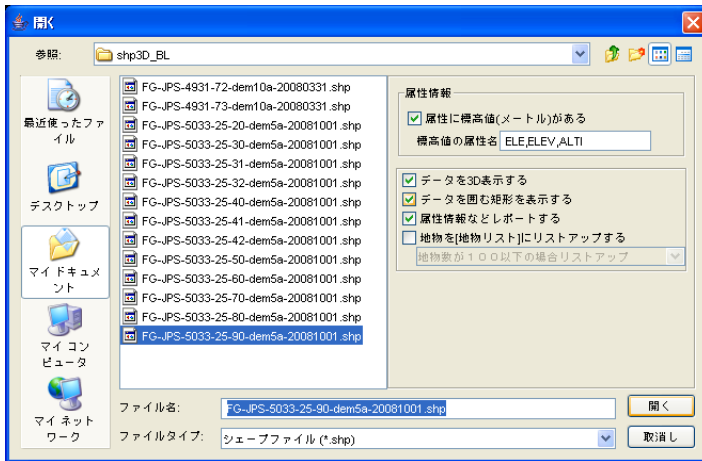 開く
参照: shp3D_BL
最近使ったファ
イル
デスクトップ
マイ ドキュメ
ント
マイ コン
ピュータ
マイ ネット
ワーク
FG-JPS-4931-72-dem10a-20080331.shp
FG-JPS-4931-73-dem10a-20080331.shp
FG-JPS-5033-25-20-dem5a-20081001.shp
FG-JPS-5033-25-30-dem5a-20081001.shp
FG-JPS-5033-25-31-dem5a-20081001.shp
FG-JPS-5033-25-32-dem5a-20081001.shp
FG-JPS-5033-25-40-dem5a-20081001.shp
FG-JPS-5033-25-41-dem5a-20081001.shp
FG-JPS-5033-25-42-dem5a-20081001.shp
FG-JPS-5033-25-50-dem5a-20081001.shp
FG-JPS-5033-25-60-dem5a-20081001.shp
FG-JPS-5033-25-70-dem5a-20081001.shp
FG-JPS-5033-25-80-dem5a-20081001.shp
FG-JPS-5033-25-90-dem5a-20081001.shp
属性情報
属性に標高値(メートル)がある
標高値の属性名 ELE,ELEV,ALTI
データを3D表示する
データを囲む矩形を表示する
属性情報などレポートする
地物を[地物リスト]にリストアップする
地物数が１００以下の場合リストアップ
ファイル名: FG-JPS-5033-25-90-dem5a-20081001.shp
開く
ファイルタイプ: シェープファイル (*.shp)
取消し